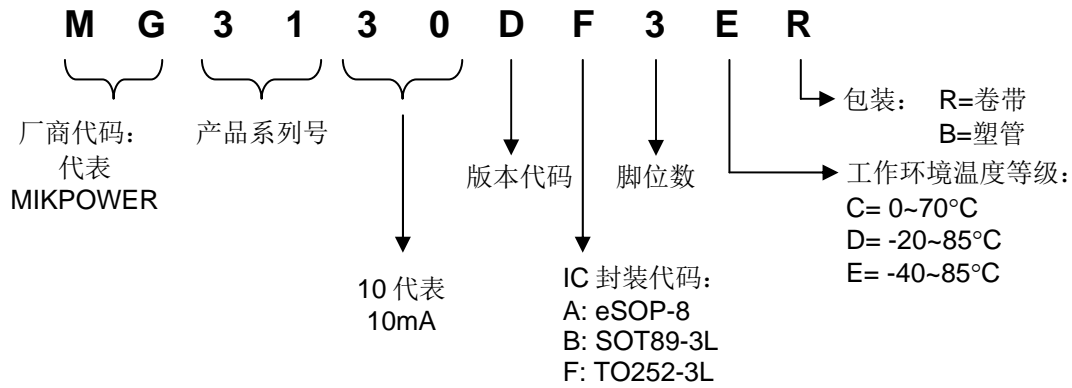 M G 3 1 3 0 D F 3 E R
厂商代码：
代表
MIKPOWER
产品系列号
10 代表
10mA
版本代码
IC 封装代码：
A: eSOP-8
B: SOT89-3L
F: TO252-3L
脚位数
包装： R=卷带
B=塑管
工作环境温度等级：
C= 0~70°C
D= -20~85°C
E= -40~85°C